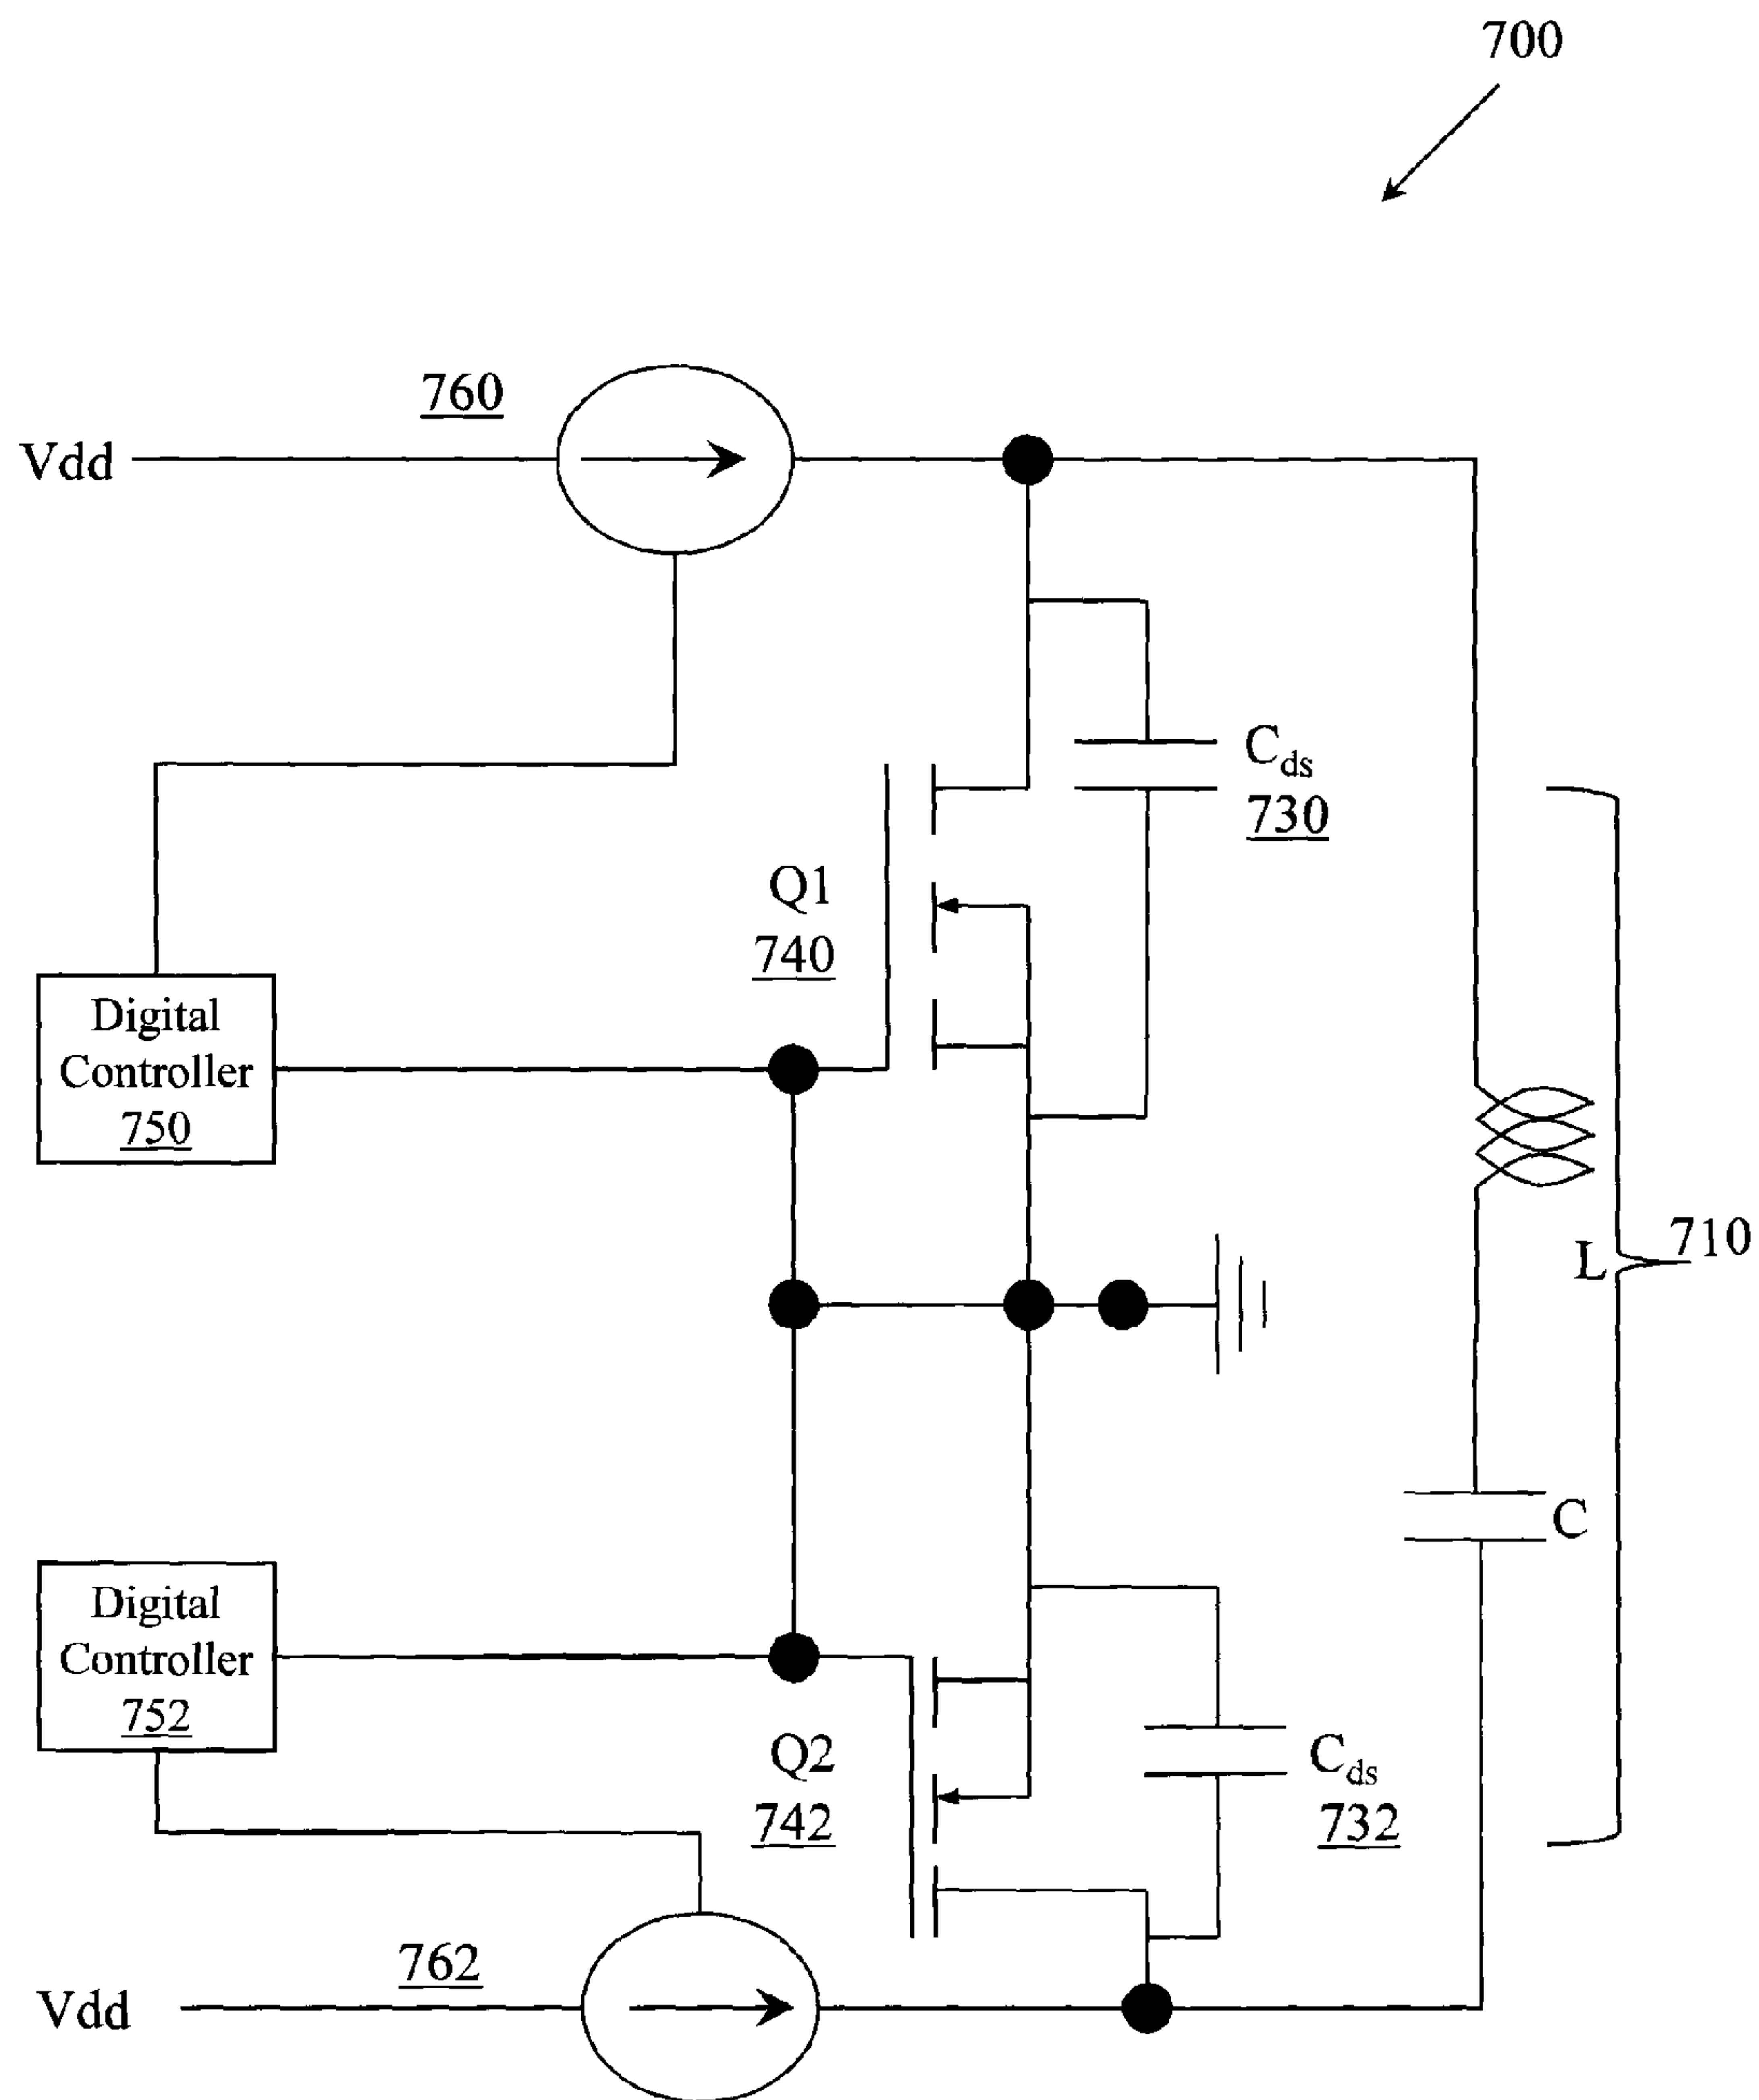 700
760
Vdd
Cds
730
Q1
740
Digital
Controller
750
L
710
C
Digital
Controller
752
Q2
742
Cds
732
762
Vdd